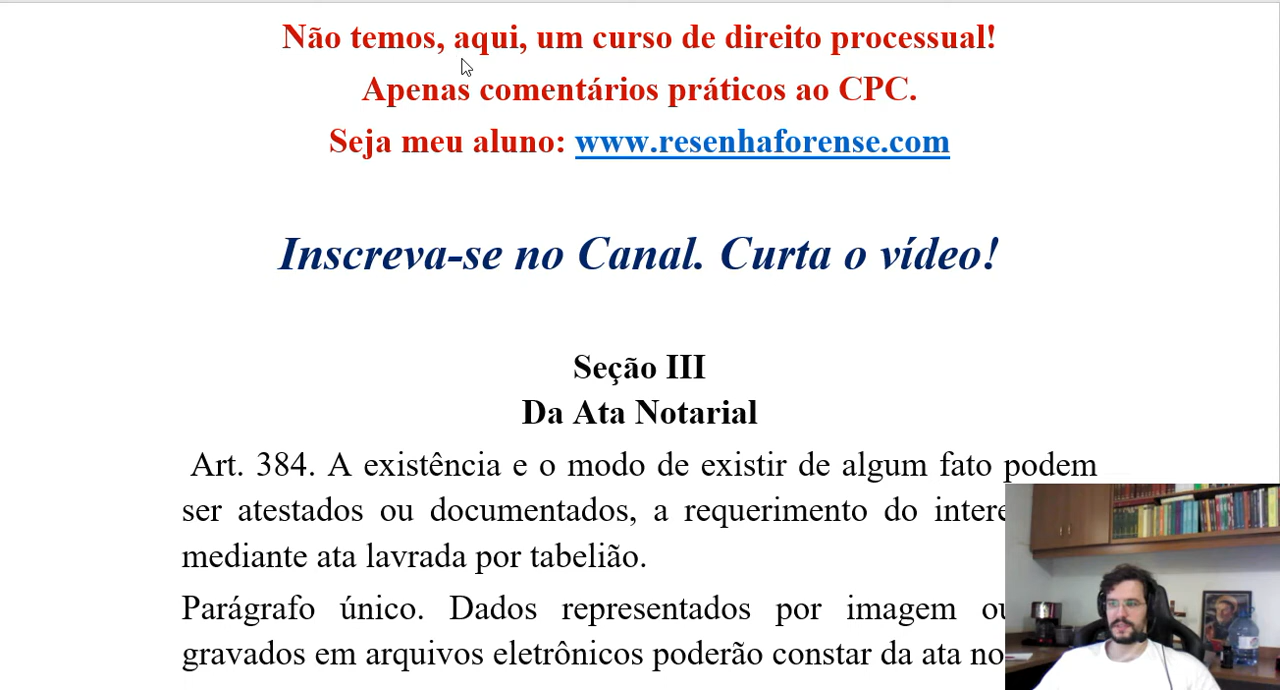 Não temos, aqui, um curso de direito processual!
Apenas comentários práticos ao CPC.
Seja meu aluno: www.resenhaforense.com
Inscreva-se no Canal. Curta o vídeo!
Seção III
Da Ata Notarial
Art. 384. A existência e o modo de existir de algum fato podem
ser atestados ou documentados, a requerimento do
mediante ata lavrada por tabelião.
Parágrafo único. Dados representados por imagem
gravados em arquivos eletrônicos poderão constar da ata